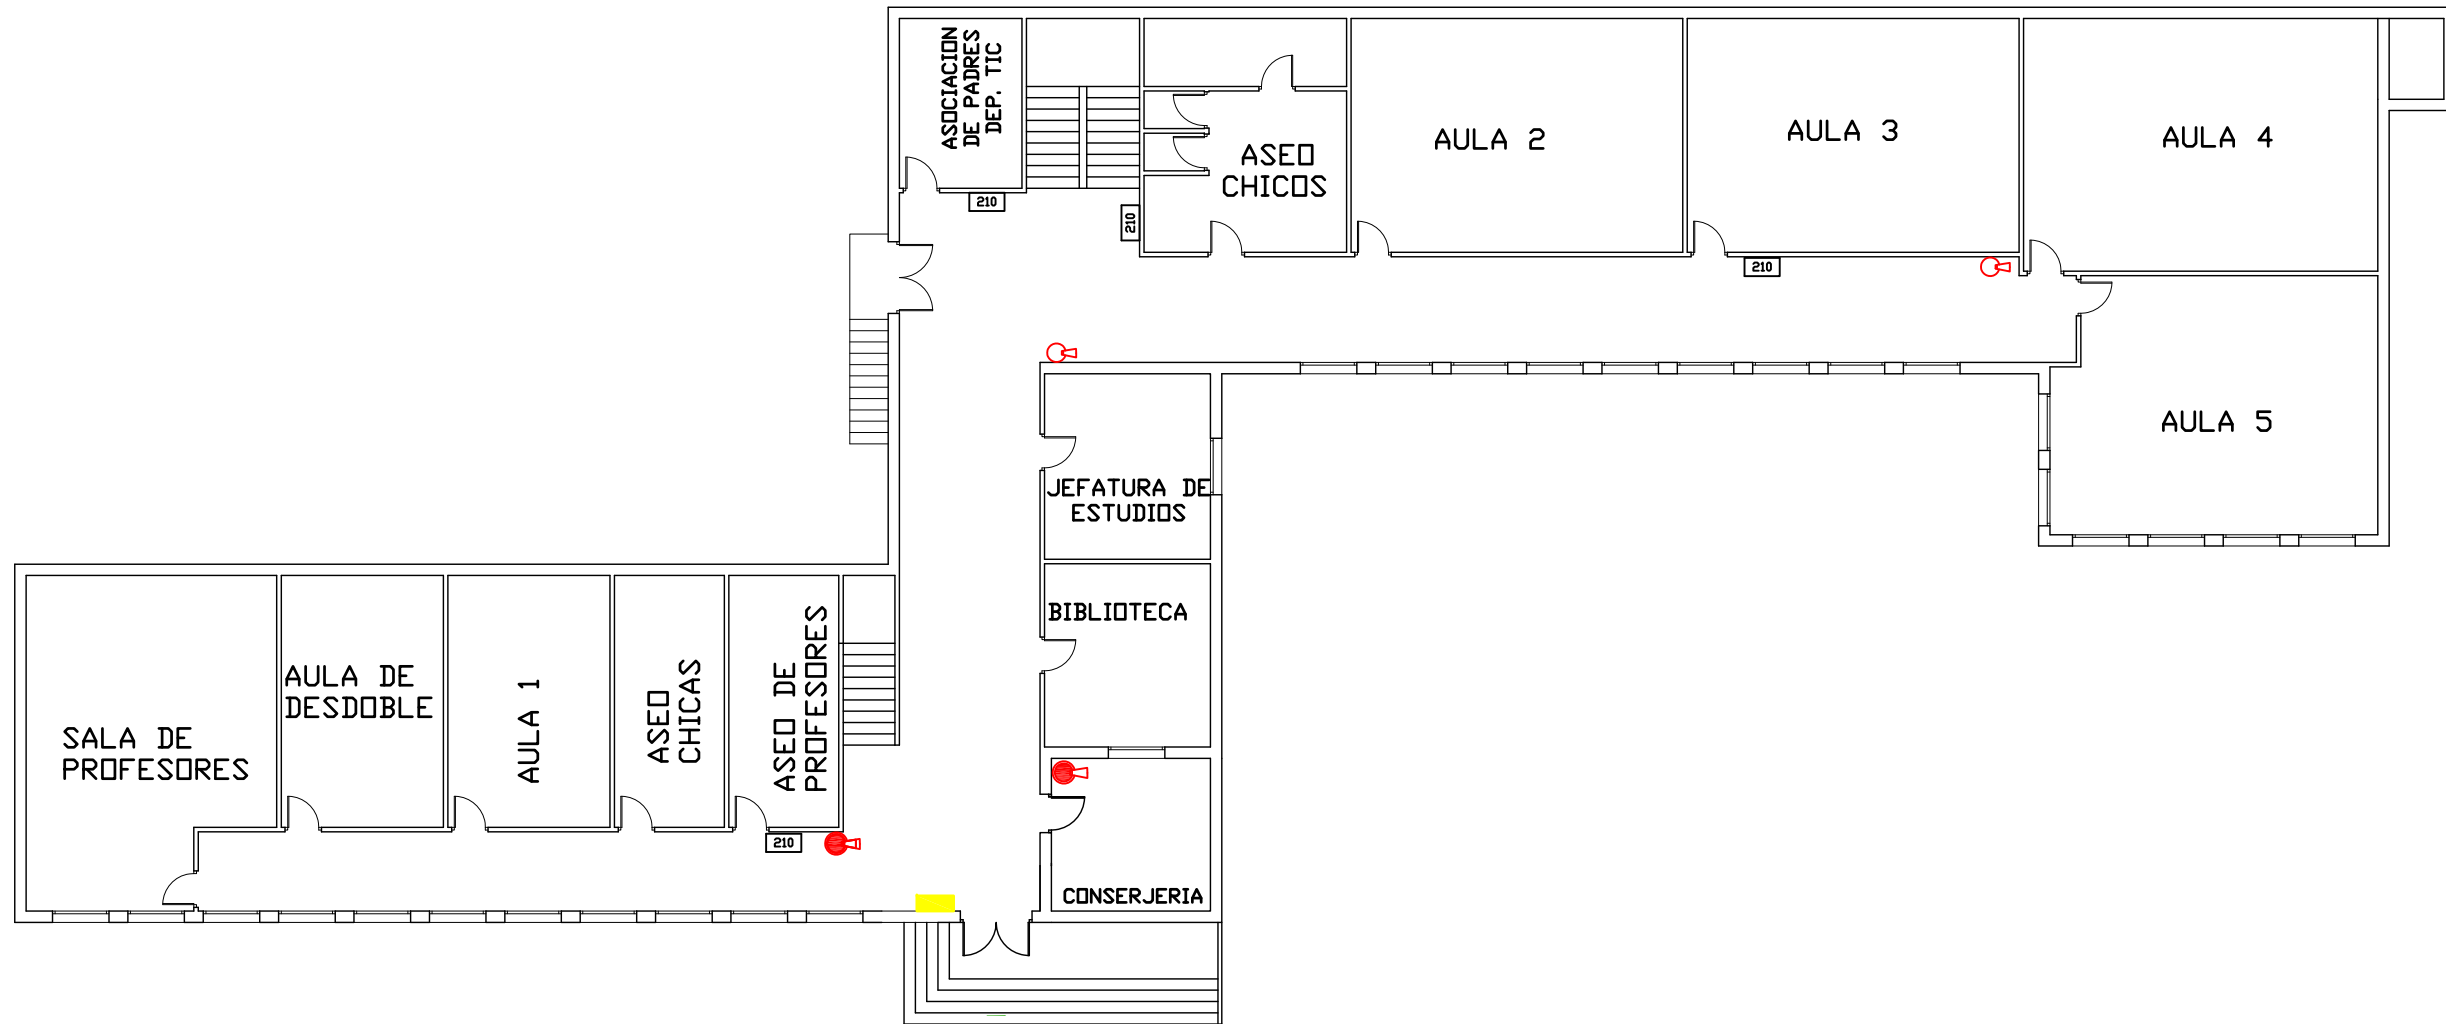 ASOCIACION
DE PADRES
DEP. TIC
210
210
ASEO
CHICOS
AULA 2
AULA 3
AULA 4
210
AULA 5
JEFATURA DE
ESTUDIOS
BIBLIOTECA
SALA DE
PROFESORES
AULA DE
DESDOBLE
AULA 1
ASEO
CHICAS
ASEO DE
PROFESORES
210
CONSERJERIA